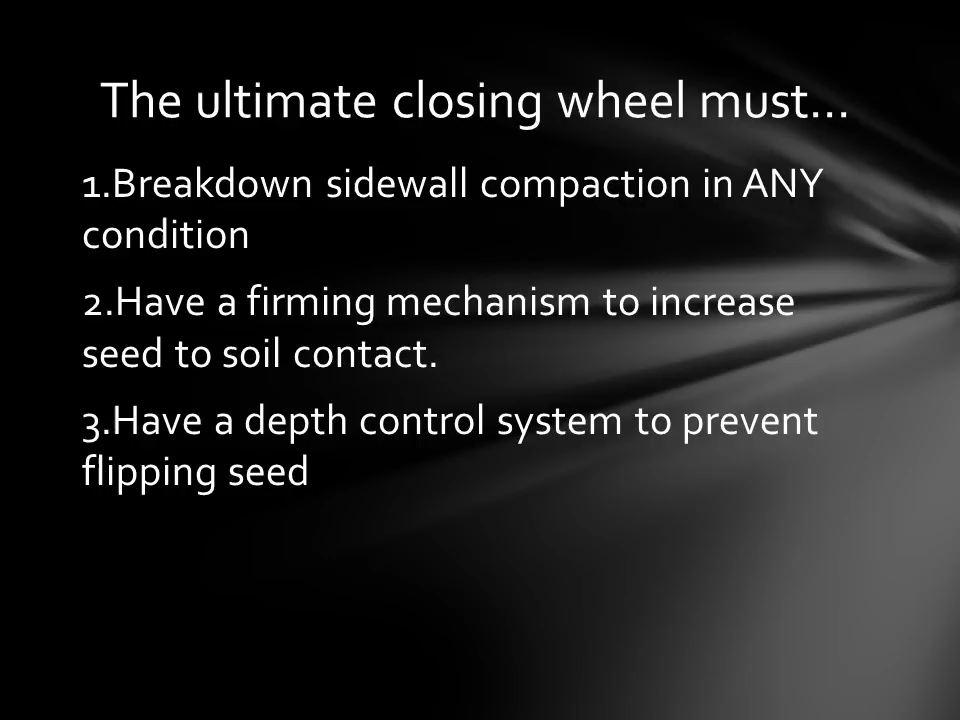 The ultimate closing wheel must…
1.Breakdown sidewall compaction in ANY
condition
2.Have a firming mechanism to increase
seed to soil contact.
3.Have a depth control system to prevent
flipping seed